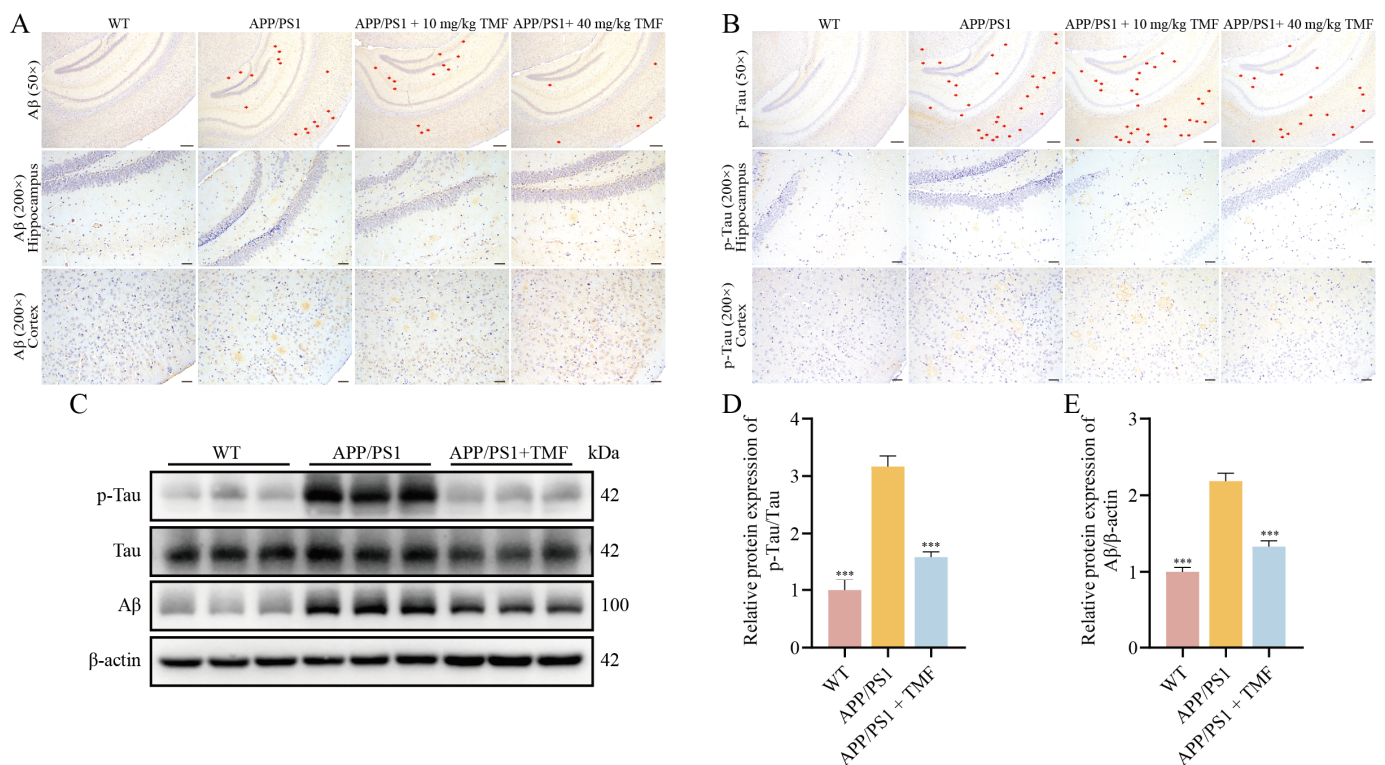 A
WT
APP/PS1
APP/PS1 + 10 mg/kg TMF
APP/PS1+ 40 mg/kg TMF
Aβ (50×)
Aβ (200×)
Hippocampus
Aβ (200×)
Cortex
B
WT
APP/PS1
APP/PS1 + 10 mg/kg TMF
APP/PS1+ 40 mg/kg TMF
p-Tau (50×)
p-Tau (200×)
Hippocampus
p-Tau (200×)
Cortex
C
WT
APP/PS1
APP/PS1+TMF
kDa
p-Tau
42
Tau
42
Aβ
100
β-actin
42
D
Relative protein expression of
p-Tau/Tau
4
3
2
1
0
***
***
WT
APP/PS1
APP/PS1 + TMF
E
Relative protein expression of
Aβ/β-actin
3
2
1
0
***
***
WT
APP/PS1
APP/PS1 + TMF